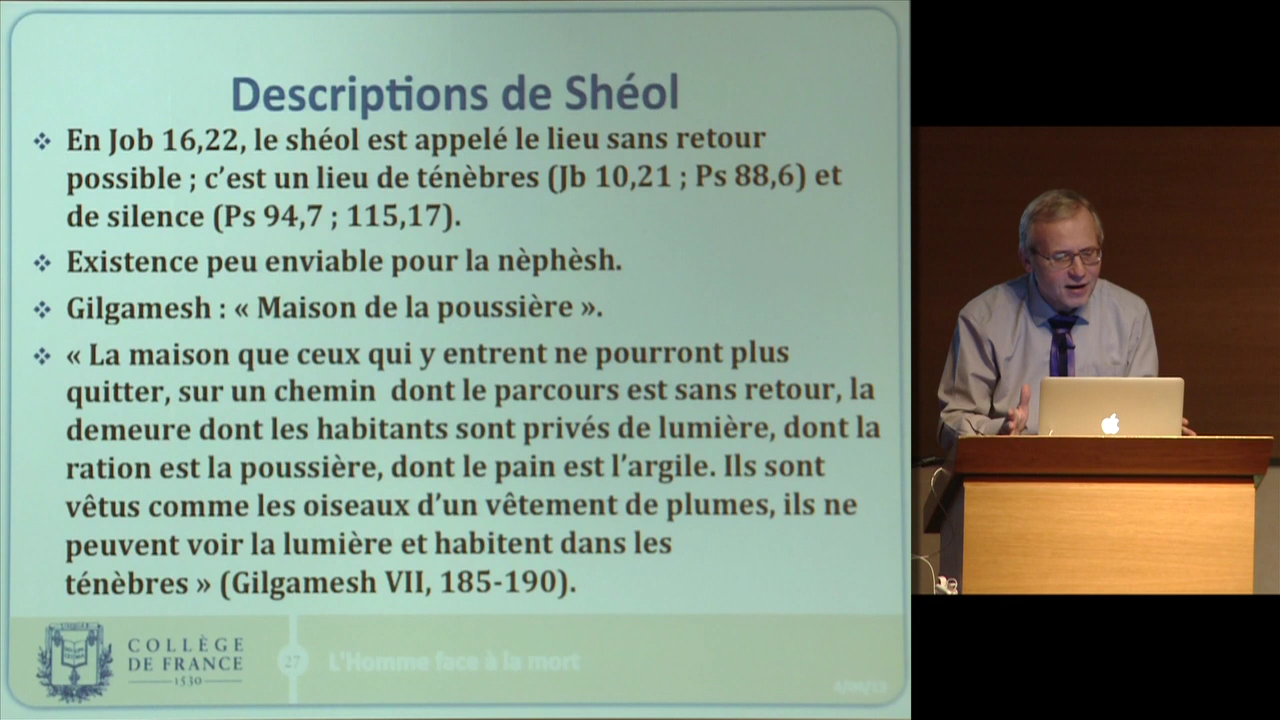 Descriptions de Shéol
❖ En Job 16,22, le shéol est appelé le lieu sans retour
possible ; c’est un lieu de ténèbres (Jb 10,21 ; Ps 88,6) et
de silence (Ps 94,7 ; 115,17).
❖ Existence peu enviable pour la nèphèsh.
❖ Gilgamesh : « Maison de la poussière ».
❖ « La maison que ceux qui y entrent ne pourront plus
quitter, sur un chemin dont le parcours est sans retour, la
demeure dont les habitants sont privés de lumière, dont la
ration est la poussière, dont le pain est l’argile. Ils sont
vêtus comme les oiseaux d’un vêtement de plumes, ils ne
peuvent voir la lumière et habitent dans les
ténèbres » (Gilgamesh VII, 185-190).
COLLÈGE
DE FRANCE
1530
27
L'Homme face à la mort